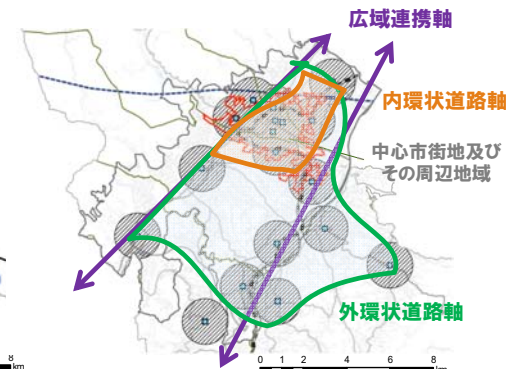 広域連携軸
内環状道路軸
中心市街地及び
その周辺地域
外環状道路軸
8
km
0 1 2 4 6 8
km